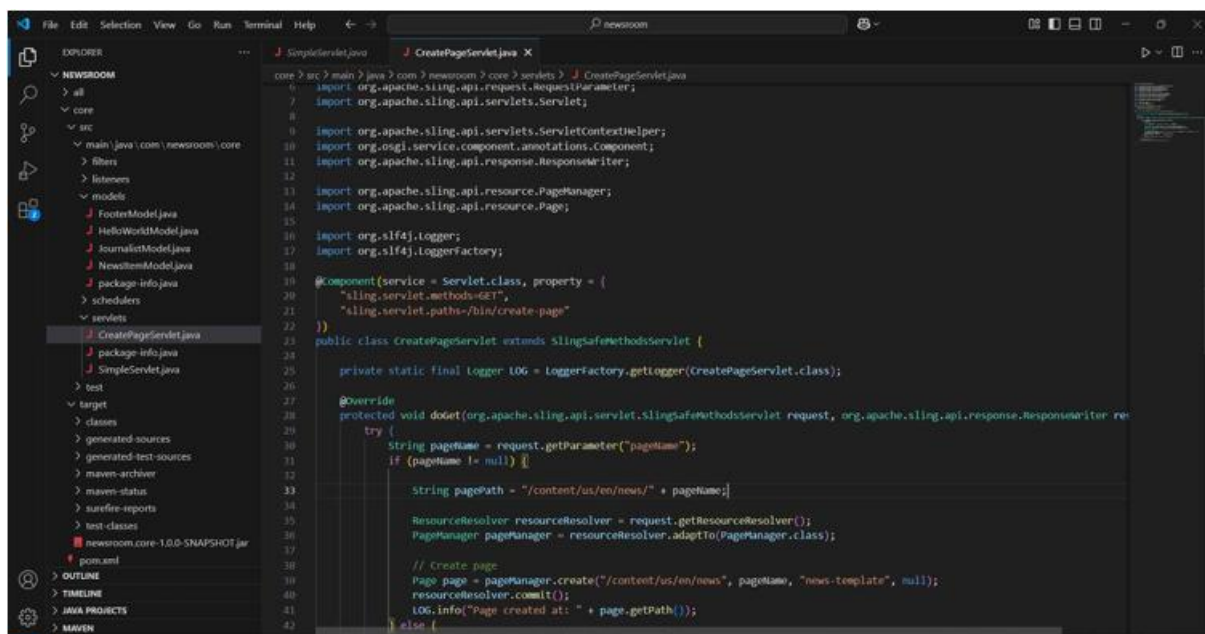 File Edit Selection View Go Run Terminal Help
newsroom
EXPLORER
SimpleServlet.java
CreatePageServlet.java
core > src > main > java > com > newsroom > core > servlets > CreatePageServlet.java
NEWSROOM
all
core
src
main\java\com\newsroom\core
filters
listeners
models
FooterModel.java
HelloWorldModel.java
JournalistModel.java
NewsItemModel.java
package-info.java
schedulers
servlets
CreatePageServlet.java
package-info.java
SimpleServlet.java
test
target
classes
generated-sources
generated-test-sources
maven-archiver
maven-status
surefire-reports
test-classes
newsroom.core-1.0.0-SNAPSHOT.jar
pom.xml
OUTLINE
TIMELINE
JAVA PROJECTS
MAVEN
6 import org.apache.sling.api.request.RequestParameter;
7 import org.apache.sling.api.servlets.Servlet;
8
9 import org.apache.sling.api.servlets.ServletContextHelper;
10 import org.osgi.service.component.annotations.Component;
11 import org.apache.sling.api.response.ResponseWriter;
12
13 import org.apache.sling.api.resource.PageManager;
14 import org.apache.sling.api.resource.Page;
15
16 import org.slf4j.Logger;
17 import org.slf4j.LoggerFactory;
18
19 @Component(service = Servlet.class, property = {
20 "sling.servlet.methods=GET",
21 "sling.servlet.paths=/bin/create-page"
22 })
23 public class CreatePageServlet extends SlingSafeMethodsServlet {
24
25 private static final Logger LOG = LoggerFactory.getLogger(CreatePageServlet.class);
26
27 @Override
28 protected void doGet(org.apache.sling.api.servlet.SlingSafeMethodsServlet request, org.apache.sling.api.response.ResponseWriter res
29 try {
30 String pageName = request.getParameter("pageName");
31 if (pageName != null) {
32
33 String pagePath = "/content/us/en/news/" + pageName;
34
35 ResourceResolver resourceResolver = request.getResourceResolver();
36 PageManager pageManager = resourceResolver.adaptTo(PageManager.class);
37
38 // Create page
39 Page page = pageManager.create("/content/us/en/news", pageName, "news-template", null);
40 resourceResolver.commit();
41 LOG.info("Page created at: " + page.getPath());
42 } else {